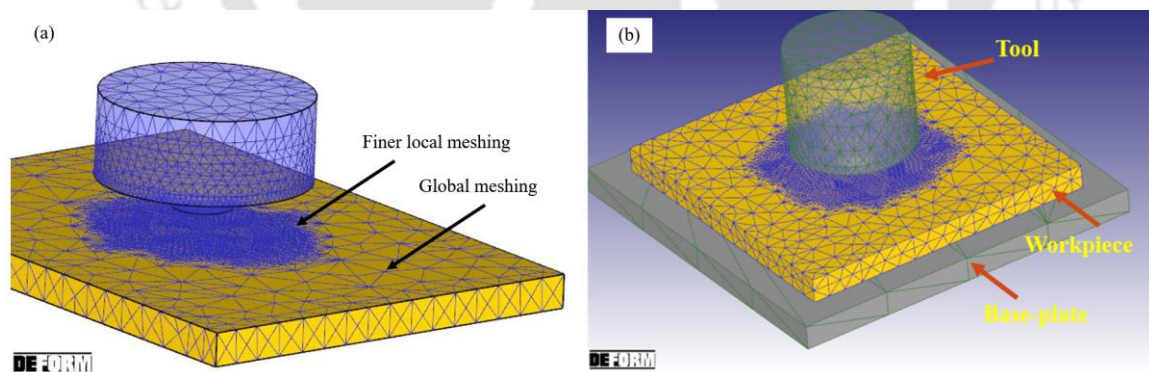 (a)
Finer local meshing
Global meshing
DEFORM
(b)
Tool
Workpiece
Base-plate
DEFORM